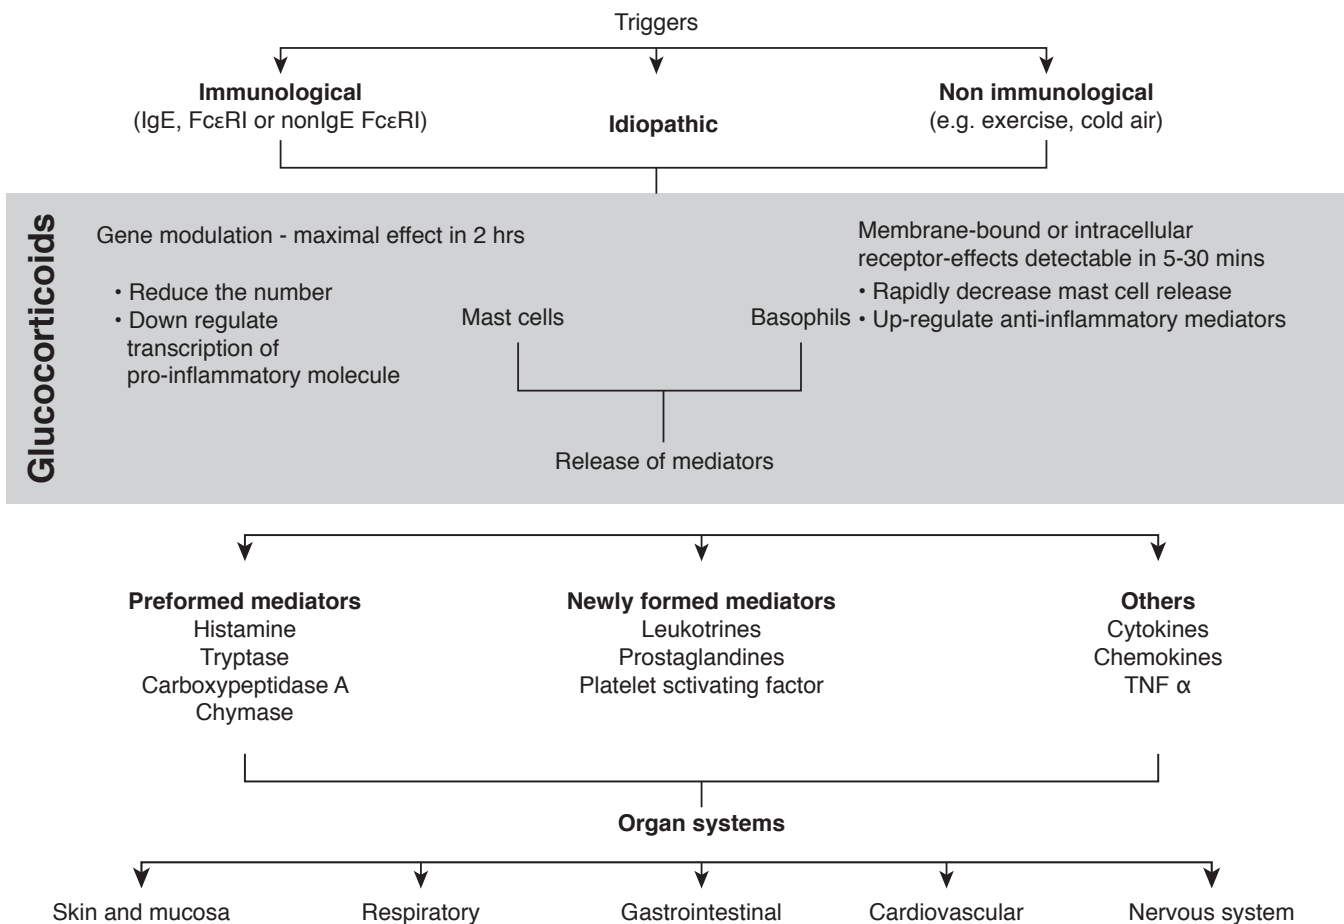 Triggers
Immunological
(IgE, FcεRI or nonIgE FcεRI)
Idiopathic
Non immunological
(e.g. exercise, cold air)
Glucocorticoids
Gene modulation - maximal effect in 2 hrs
• Reduce the number
• Down regulate
transcription of
pro-inflammatory molecule
Mast cells
Basophils
Membrane-bound or intracellular
receptor-effects detectable in 5-30 mins
• Rapidly decrease mast cell release
• Up-regulate anti-inflammatory mediators
Release of mediators
Preformed mediators
Histamine
Tryptase
Carboxypeptidase A
Chymase
Newly formed mediators
Leukotrines
Prostaglandines
Platelet sctivating factor
Others
Cytokines
Chemokines
TNF α
Organ systems
Skin and mucosa
Respiratory
Gastrointestinal
Cardiovascular
Nervous system